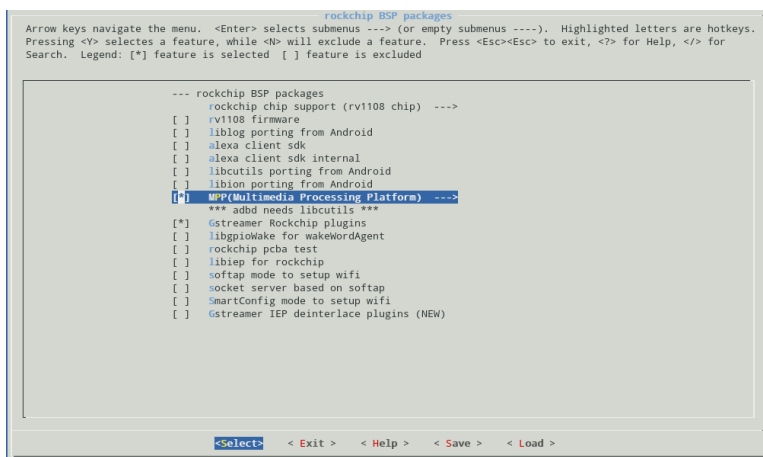 rockchip BSP packages
Arrow keys navigate the menu.  <Enter> selects submenus ---> (or empty submenus ----).  Highlighted letters are hotkeys.
Pressing <Y> selectes a feature, while <N> will exclude a feature.  Press <Esc><Esc> to exit, <?> for Help, </> for
Search.  Legend: [*] feature is selected  [ ] feature is excluded
--- rockchip BSP packages
rockchip chip support (rv1108 chip)  --->
[ ]   rv1108 firmware
[ ]   liblog porting from Android
[ ]   alexa client sdk
[ ]   alexa client sdk internal
[ ]   libcutils porting from Android
[ ]   libion porting from Android
[*]   MPP(Multimedia Processing Platform)  --->
*** adbd needs libcutils ***
[*]   Gstreamer Rockchip plugins
[ ]   libgpioWake for wakeWordAgent
[ ]   rockchip pcba test
[ ]   libiep for rockchip
[ ]   softap mode to setup wifi
[ ]   socket server based on softap
[ ]   SmartConfig mode to setup wifi
[ ]   Gstreamer IEP deinterlace plugins (NEW)
<Select>    < Exit >    < Help >    < Save >    < Load >